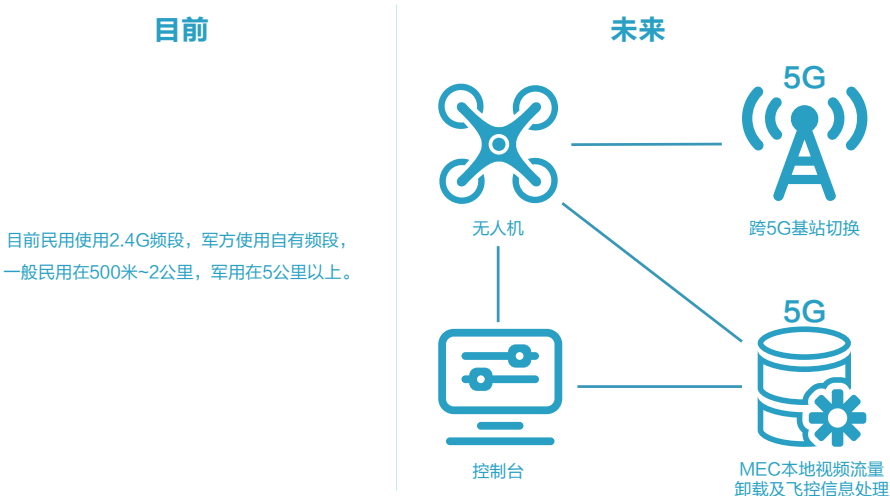 目前
目前民用使用2.4G频段，军方使用自有频段，
一般民用在500米~2公里，军用在5公里以上。
未来
5G
无人机
跨5G基站切换
5G
控制台
MEC本地视频流量
卸载及飞控信息处理